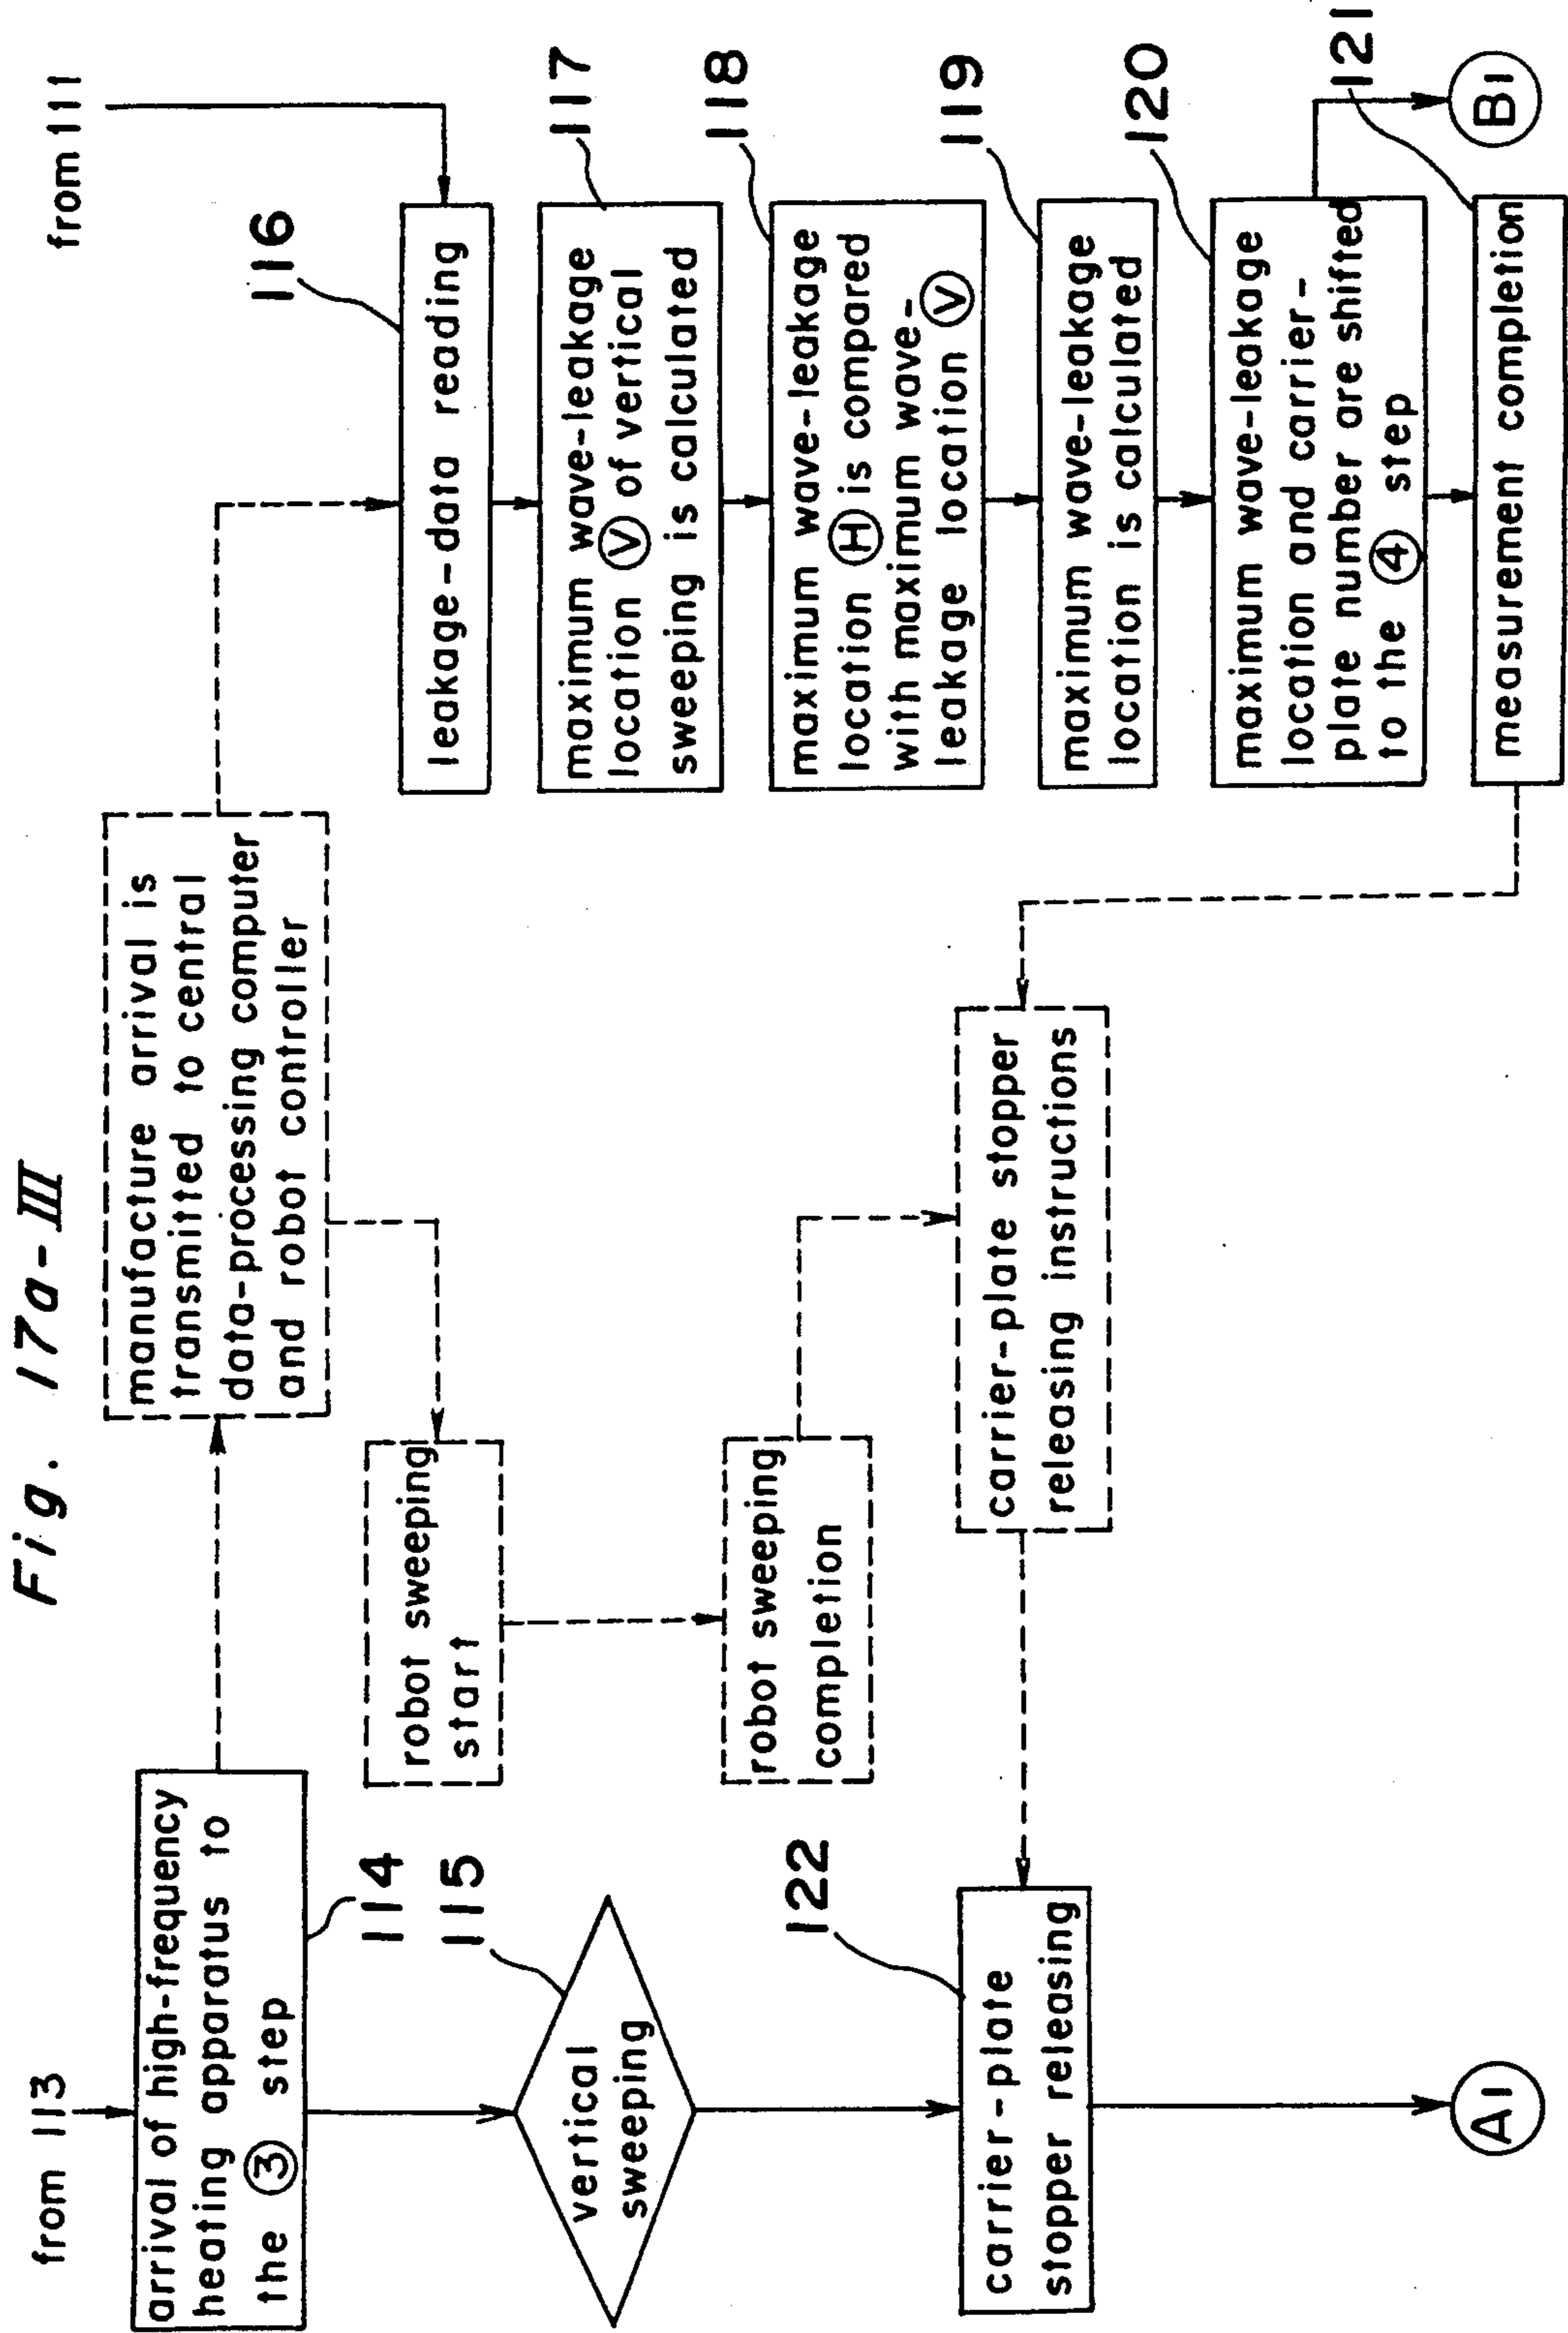 Fig. 17a-III
from 113
arrival of high-frequency
heating apparatus to
the ③ step
114
115
vertical
sweeping
122
carrier-plate
stopper releasing
A1
manufacture arrival is
transmitted to central
data-processing computer
and robot controller
robot sweeping
start
robot sweeping
completion
carrier-plate stopper
releasing instructions
from 111
116
leakage-data reading
117
maximum wave-leakage
location Ⓥ of vertical
sweeping is calculated
118
maximum wave-leakage
location Ⓗ is compared
with maximum wave-
leakage location Ⓥ
119
maximum wave-leakage
location is calculated
120
maximum wave-leakage
location and carrier-
plate number are shifted
to the ④ step
121
measurement completion
B1